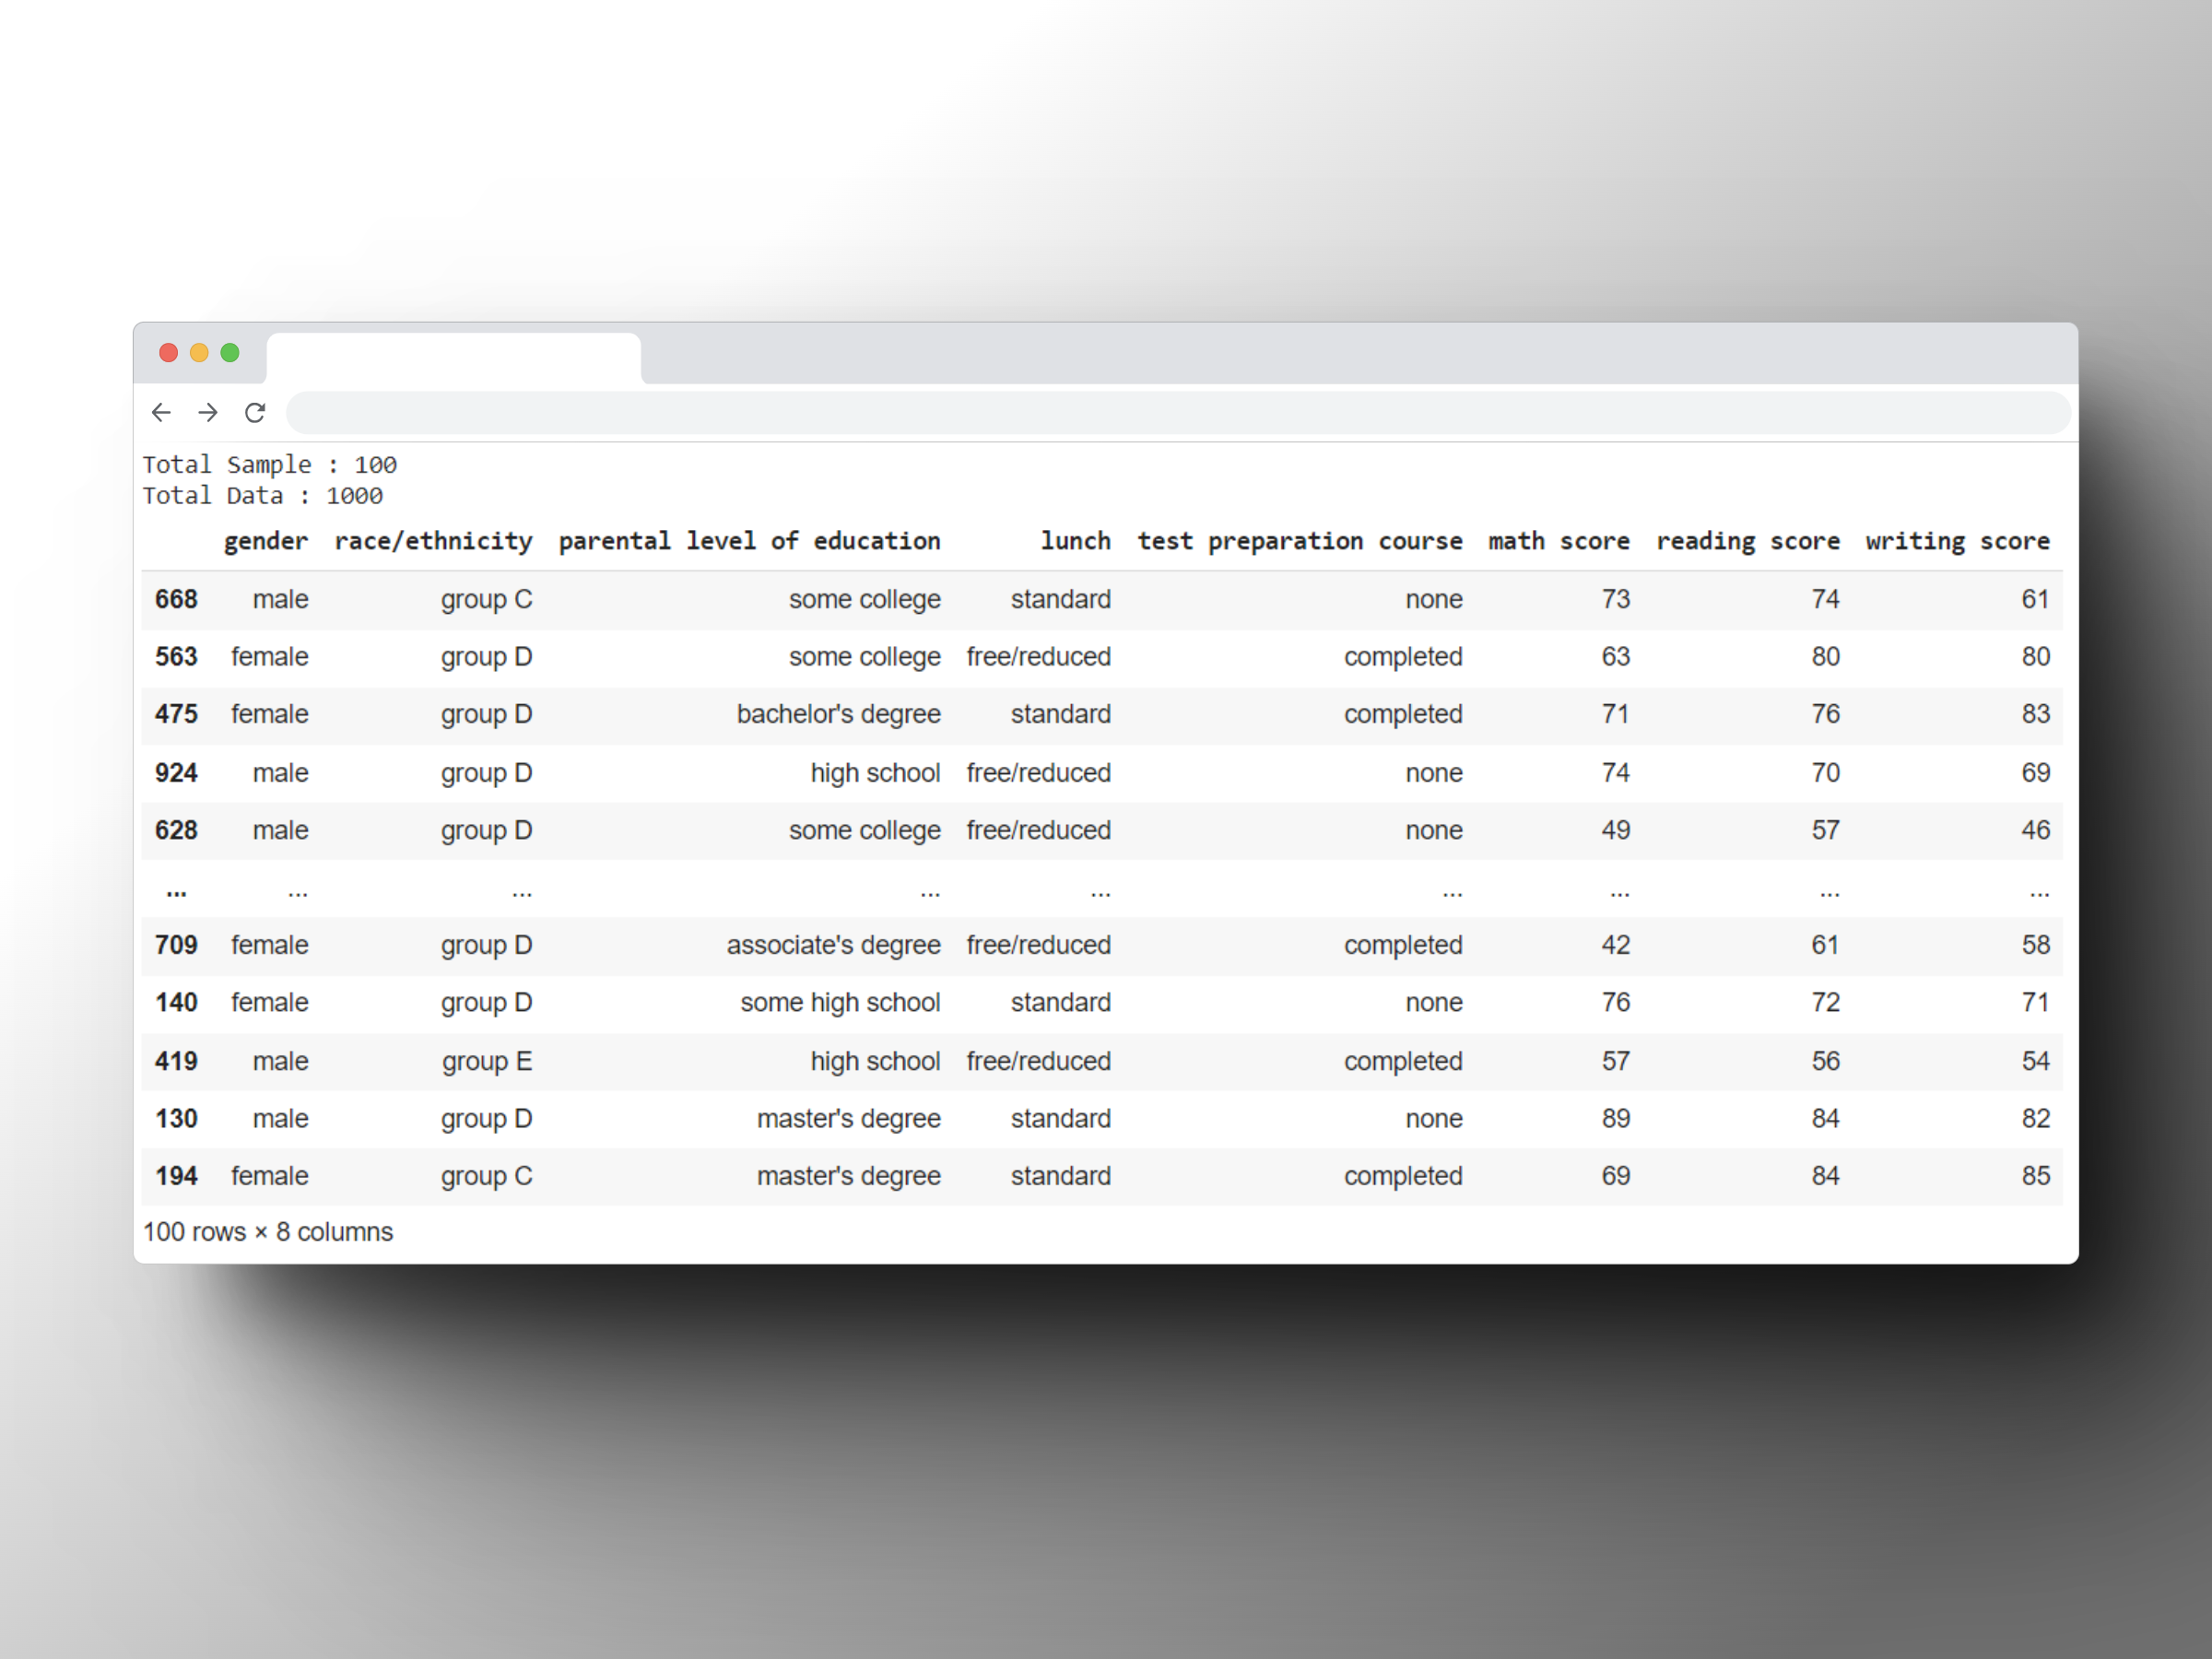 Total Sample : 100
Total Data : 1000
gender race/ethnicity parental level of education lunch test preparation course math score reading score writing score
668 male group C some college standard none 73 74 61
563 female group D some college free/reduced completed 63 80 80
475 female group D bachelor's degree standard completed 71 76 83
924 male group D high school free/reduced none 74 70 69
628 male group D some college free/reduced none 49 57 46
... ... ... ... ... ... ... ... ...
709 female group D associate's degree free/reduced completed 42 61 58
140 female group D some high school standard none 76 72 71
419 male group E high school free/reduced completed 57 56 54
130 male group D master's degree standard none 89 84 82
194 female group C master's degree standard completed 69 84 85
100 rows × 8 columns